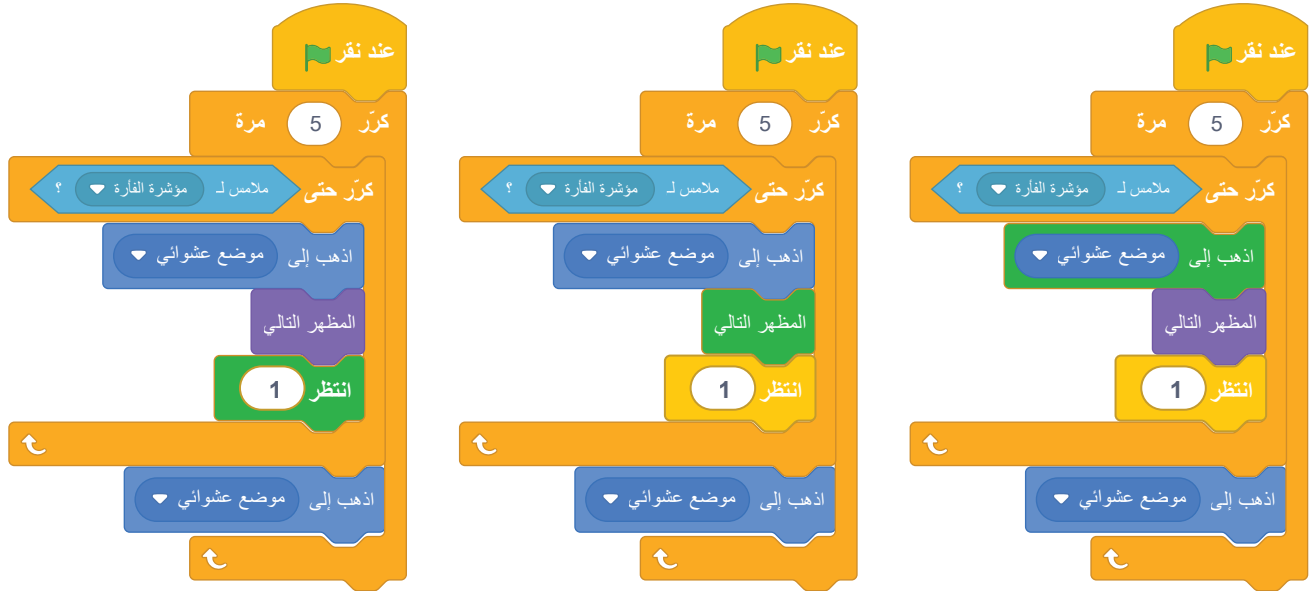 عند نقر
كرّر 5 مرة
كرّر حتى ملامس لـ مؤشرة الفأرة ؟
اذهب إلى موضع عشوائي
المظهر التالي
انتظر 1
اذهب إلى موضع عشوائي
عند نقر
كرّر 5 مرة
كرّر حتى ملامس لـ مؤشرة الفأرة ؟
اذهب إلى موضع عشوائي
المظهر التالي
انتظر 1
اذهب إلى موضع عشوائي
عند نقر
كرّر 5 مرة
كرّر حتى ملامس لـ مؤشرة الفأرة ؟
اذهب إلى موضع عشوائي
المظهر التالي
انتظر 1
اذهب إلى موضع عشوائي